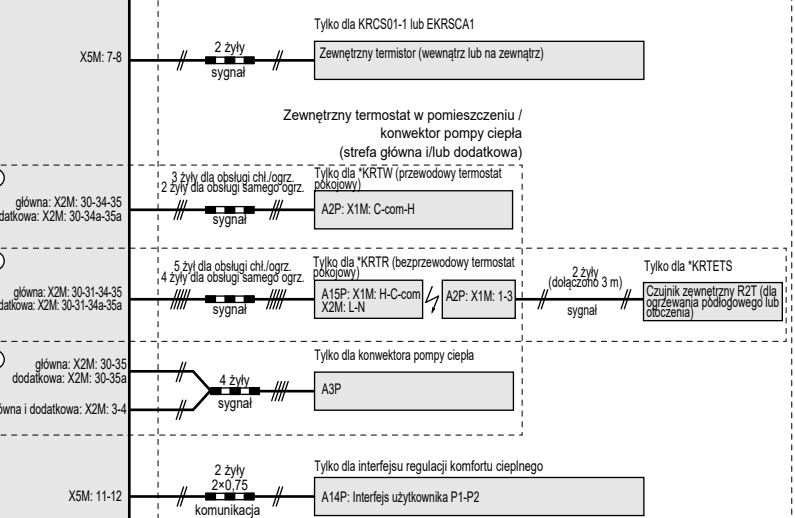 Tylko dla KRCS01-1 lub EKRSCA1
X5M: 7-8
2 żyły
sygnał
Zewnętrzny termistor (wewnątrz lub na zewnątrz)
Zewnętrzny termostat w pomieszczeniu /
konwektor pompy ciepła
(strefa główna i/lub dodatkowa)
główna: X2M: 30-34-35
datkowa: X2M: 30-34a-35a
3 żyły dla obsługi chł./ogrz.
2 żyły dla obsługi samego ogrz.
sygnał
Tylko dla *KRTW (przewodowy termostat
pokojowy)
A2P: X1M: C-com-H
główna: X2M: 30-31-34-35
datkowa: X2M: 30-31-34a-35a
5 żył dla obsługi chł./ogrz.
4 żyły dla obsługi samego ogrz.
sygnał
Tylko dla *KRTR (bezprzewodowy termostat
pokojowy)
A15P: X1M: H-C-com
X2M: L-N
A2P: X1M: 1-3
2 żyły
(dołączono 3 m)
sygnał
Tylko dla *KRTETS
Czujnik zewnętrzny R2T (dla
ogrzewania podłogowego lub
otoczenia)
główna: X2M: 30-35
dodatkowa: X2M: 30-35a
ówna i dodatkowa: X2M: 3-4
4 żyły
sygnał
Tylko dla konwektora pompy ciepła
A3P
X5M: 11-12
2 żyły
2×0,75
komunikacja
Tylko dla interfejsu regulacji komfortu cieplnego
A14P: Interfejs użytkownika P1-P2